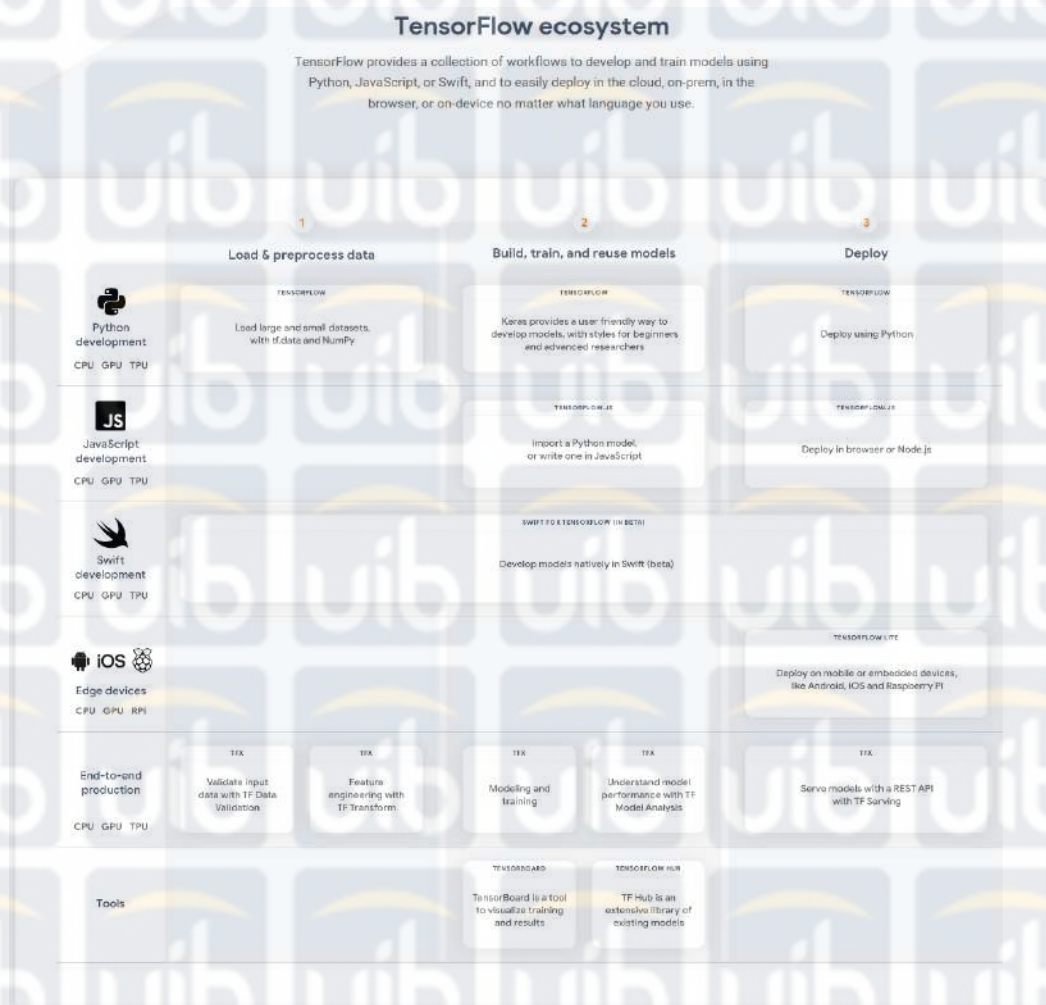 TensorFlow ecosystem
TensorFlow provides a collection of workflows to develop and train models using
Python, JavaScript, or Swift, and to easily deploy in the cloud, on-prem, in the
browser, or on-device no matter what language you use.
1
2
3
Load & preprocess data
Build, train, and reuse models
Deploy
Python
development
CPU GPU TPU
TENSORFLOW
Load large and small datasets,
with tf.data and NumPy
TENSORFLOW
Keras provides a user friendly way to
develop models, with styles for beginners
and advanced researchers
TENSORFLOW
Deploy using Python
JS
JavaScript
development
CPU GPU TPU
TENSORFLOW.JS
Import a Python model,
or write one in JavaScript
TENSORFLOW.JS
Deploy in browser or Node.js
Swift
development
CPU GPU TPU
SWIFT FOR TENSORFLOW (IN BETA)
Develop models natively in Swift (beta)
iOS
Edge devices
CPU GPU RPi
TENSORFLOW LITE
Deploy on mobile or embedded devices,
like Android, iOS and Raspberry Pi
End-to-end
production
CPU GPU TPU
TFX
Validate input
data with TF Data
Validation
TFX
Feature
engineering with
TF Transform
TFX
Modeling and
training
TFX
Understand model
performance with TF
Model Analysis
TFX
Serve models with a REST API
with TF Serving
Tools
TENSORBOARD
TensorBoard is a tool
to visualize training
and results
TENSORFLOW HUB
TF Hub is an
extensive library of
existing models
uib